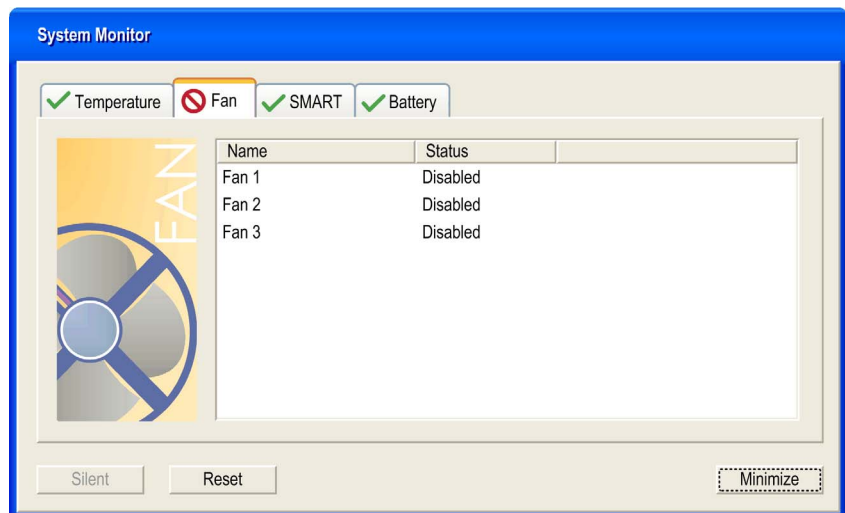 System Monitor
Temperature Fan SMART Battery
FAN
Name Status
Fan 1 Disabled
Fan 2 Disabled
Fan 3 Disabled
Silent Reset Minimize